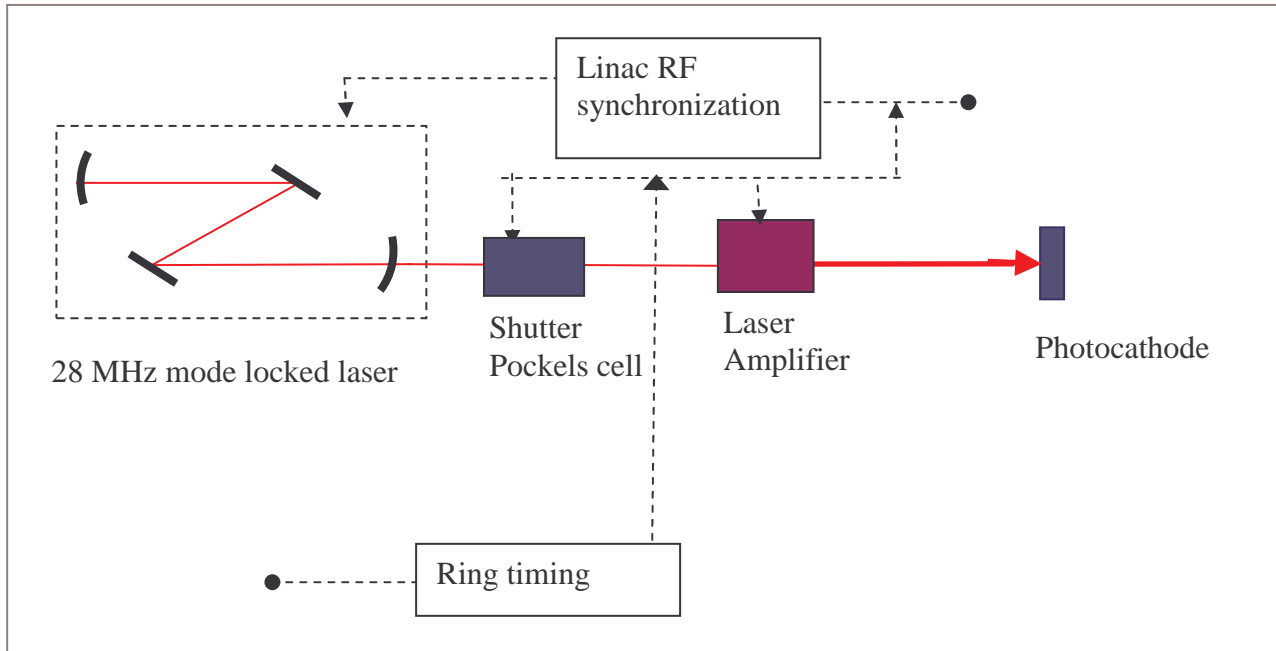 Linac RF
synchronization
Shutter
Pockels cell
Laser
Amplifier
Photocathode
28 MHz mode locked laser
Ring timing